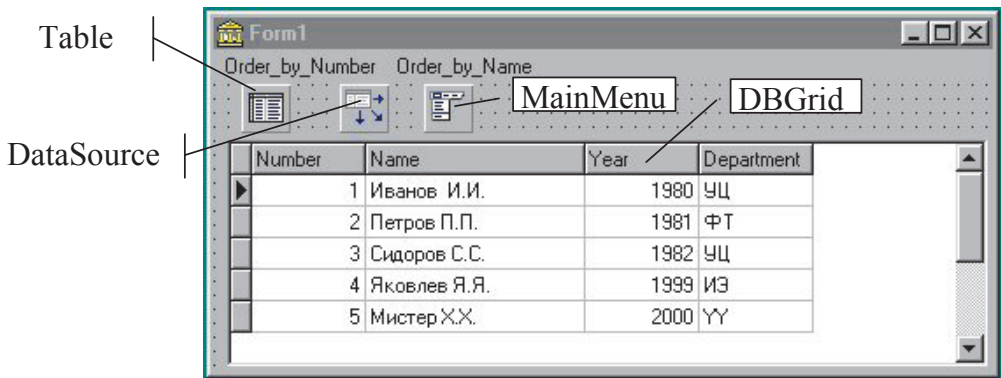 Table
Form1
Order_by_Number Order_by_Name
MainMenu
DBGrid
DataSource
Number Name Year Department
1 Иванов И.И. 1980 УЦ
2 Петров П.П. 1981 ФТ
3 Сидоров С.С. 1982 УЦ
4 Яковлев Я.Я. 1999 ИЭ
5 Мистер Х.Х. 2000 YY